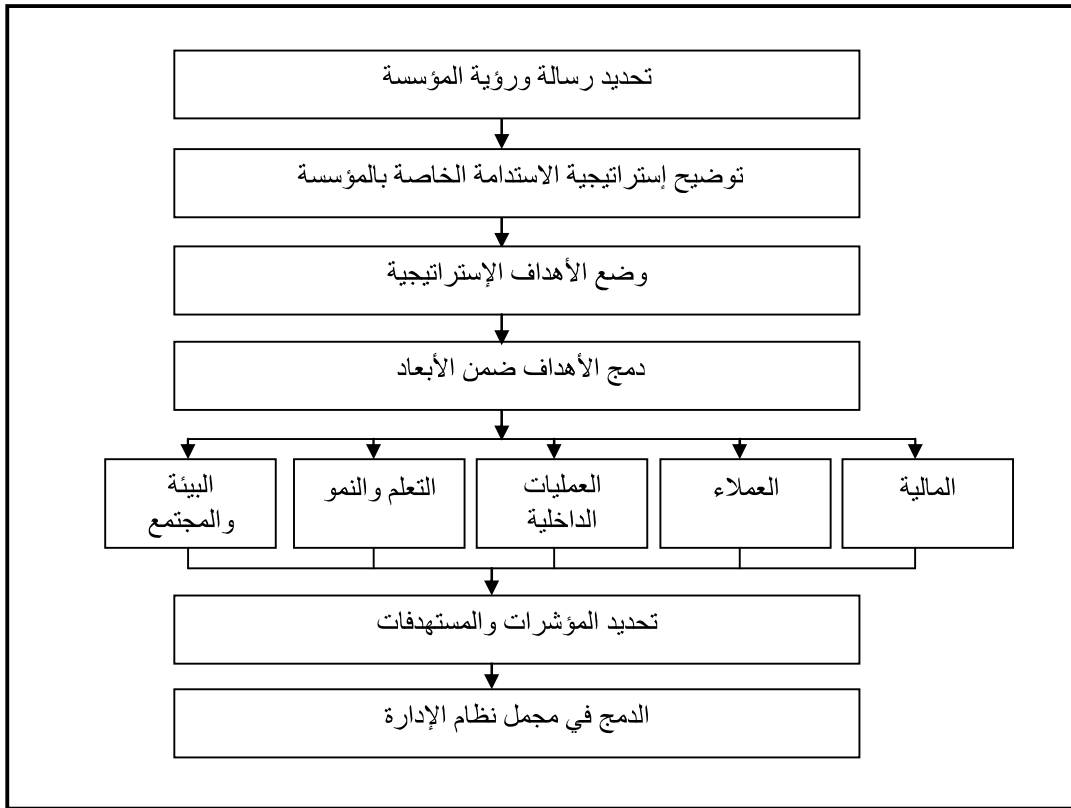 تحديد رسالة ورؤية المؤسسة
توضيح إستراتيجية الاستدامة الخاصة بالمؤسسة
وضع الأهداف الإستراتيجية
دمج الأهداف ضمن الأبعاد
المالية
العملاء
العمليات
الداخلية
التعلم والنمو
البيئة
والمجتمع
تحديد المؤشرات والمستهدفات
الدمج في مجمل نظام الإدارة